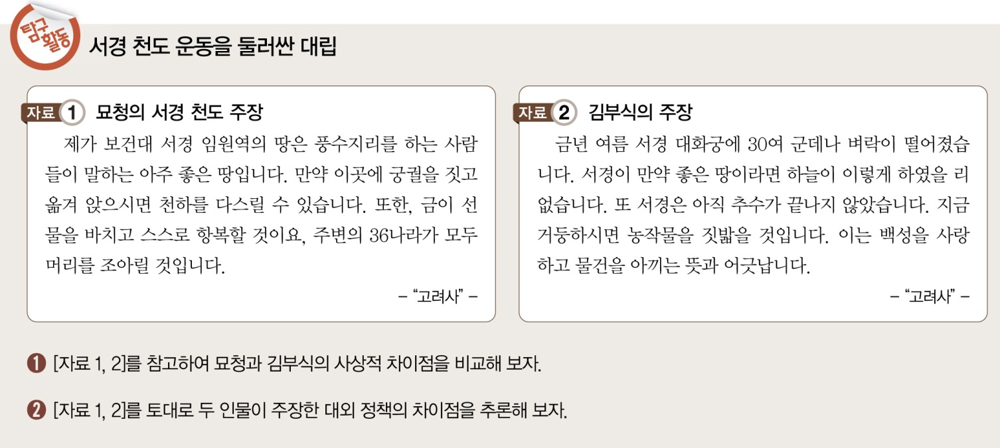 탐구
활동
서경 천도 운동을 둘러싼 대립
자료 1 묘청의 서경 천도 주장
제가 보건대 서경 임원역의 땅은 풍수지리를 하는 사람
들이 말하는 아주 좋은 땅입니다. 만약 이곳에 궁궐을 짓고
옮겨 앉으시면 천하를 다스릴 수 있습니다. 또한, 금이 선
물을 바치고 스스로 항복할 것이요, 주변의 36나라가 모두
머리를 조아릴 것입니다.
– “고려사” –
자료 2 김부식의 주장
금년 여름 서경 대화궁에 30여 군데나 벼락이 떨어졌습
니다. 서경이 만약 좋은 땅이라면 하늘이 이렇게 하였을 리
없습니다. 또 서경은 아직 추수가 끝나지 않았습니다. 지금
거둥하시면 농작물을 짓밟을 것입니다. 이는 백성을 사랑
하고 물건을 아끼는 뜻과 어긋납니다.
– “고려사” –
1 [자료 1, 2]를 참고하여 묘청과 김부식의 사상적 차이점을 비교해 보자.
2 [자료 1, 2]를 토대로 두 인물이 주장한 대외 정책의 차이점을 추론해 보자.